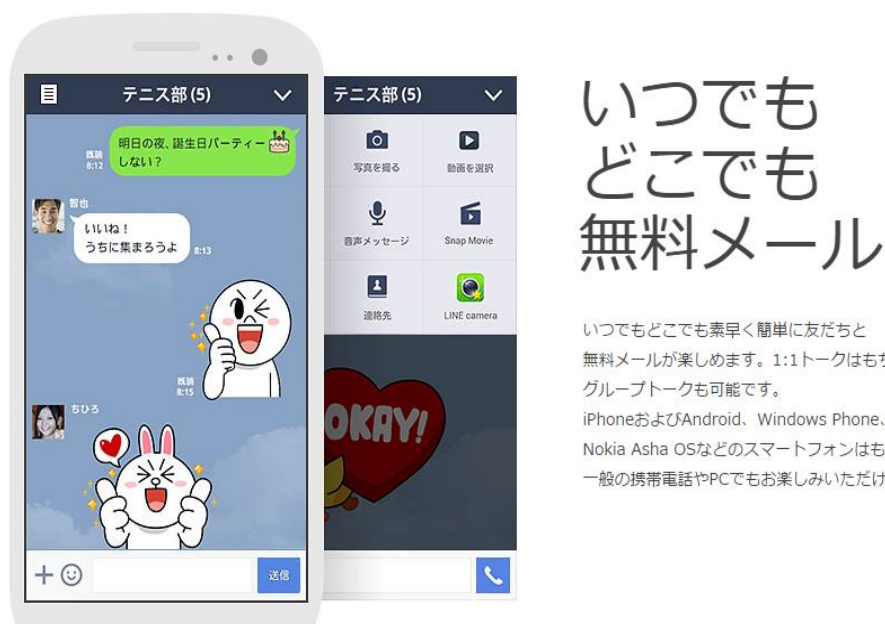 テニス部(5)
明日の夜、誕生日パーティー
しない?
既読
8:12
智也
いいね!
うちに集まろうよ
8:13
既読
8:15
ちひろ
送信
テニス部(5)
写真を撮る
動画を選択
音声メッセージ
Snap Movie
連絡先
LINE camera
OKAY!
いつでも
どこでも
無料メール
いつでもどこでも素早く簡単に友だちと
無料メールが楽しめます。1:1トークはもち
グループトークも可能です。
iPhoneおよびAndroid、Windows Phone、
Nokia Asha OSなどのスマートフォンはも
一般の携帯電話やPCでもお楽しみいただけ